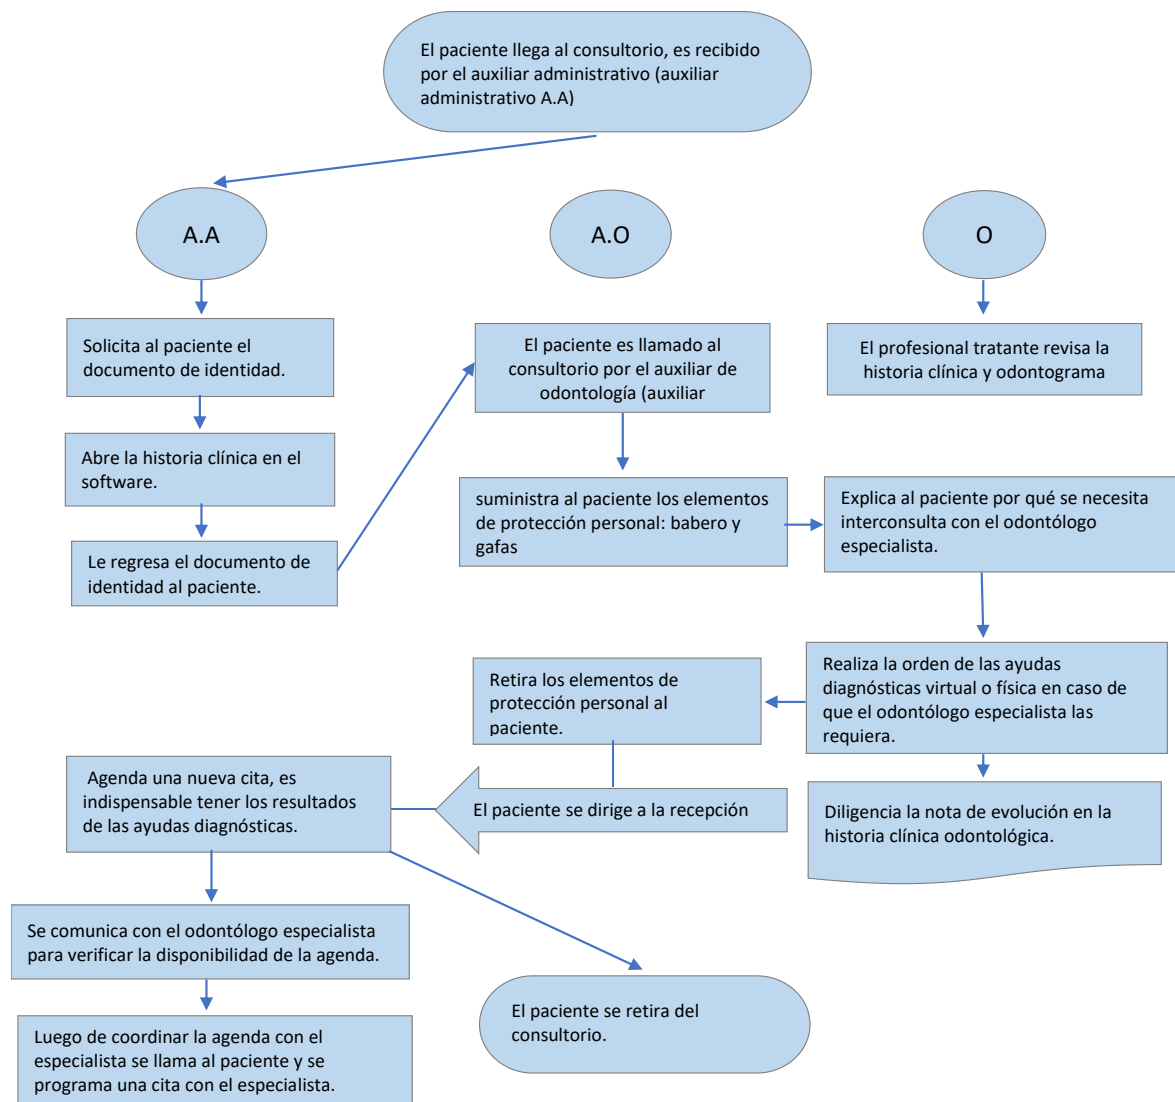 El paciente llega al consultorio, es recibido
por el auxiliar administrativo (auxiliar
administrativo A.A)
A.A
A.O
O
Solicita al paciente el
documento de identidad.
El paciente es llamado al
consultorio por el auxiliar de
odontología (auxiliar
El profesional tratante revisa la
historia clínica y odontograma
Abre la historia clínica en el
software.
suministra al paciente los elementos
de protección personal: babero y
gafas
Explica al paciente por qué se necesita
interconsulta con el odontólogo
especialista.
Le regresa el documento de
identidad al paciente.
Retira los elementos de
protección personal al
paciente.
Realiza la orden de las ayudas
diagnósticas virtual o física en caso de
que el odontólogo especialista las
requiera.
Agenda una nueva cita, es
indispensable tener los resultados
de las ayudas diagnósticas.
El paciente se dirige a la recepción
Diligencia la nota de evolución en la
historia clínica odontológica.
Se comunica con el odontólogo especialista
para verificar la disponibilidad de la agenda.
El paciente se retira del
consultorio.
Luego de coordinar la agenda con el
especialista se llama al paciente y se
programa una cita con el especialista.